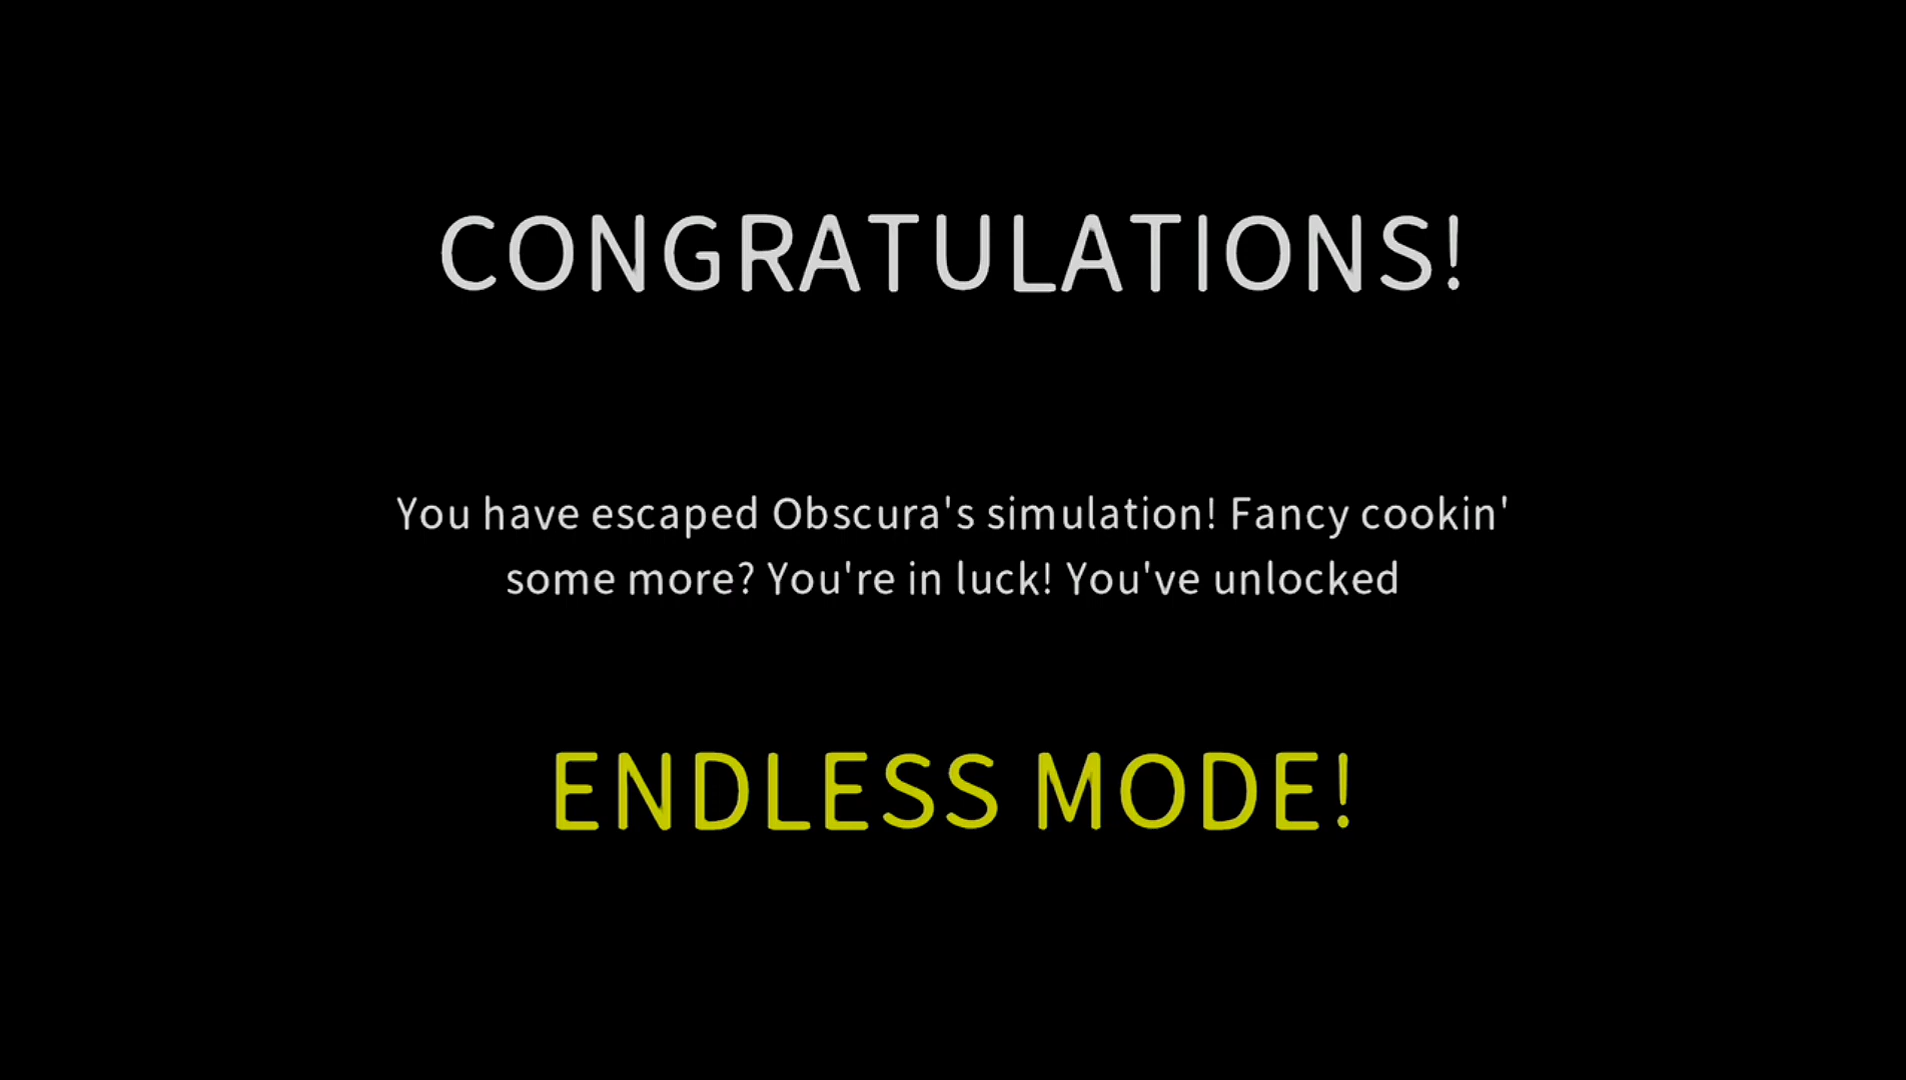 CONGRATULATIONS!
You have escaped Obscura's simulation! Fancy cookin'
some more? You're in luck! You've unlocked
ENDLESS MODE!